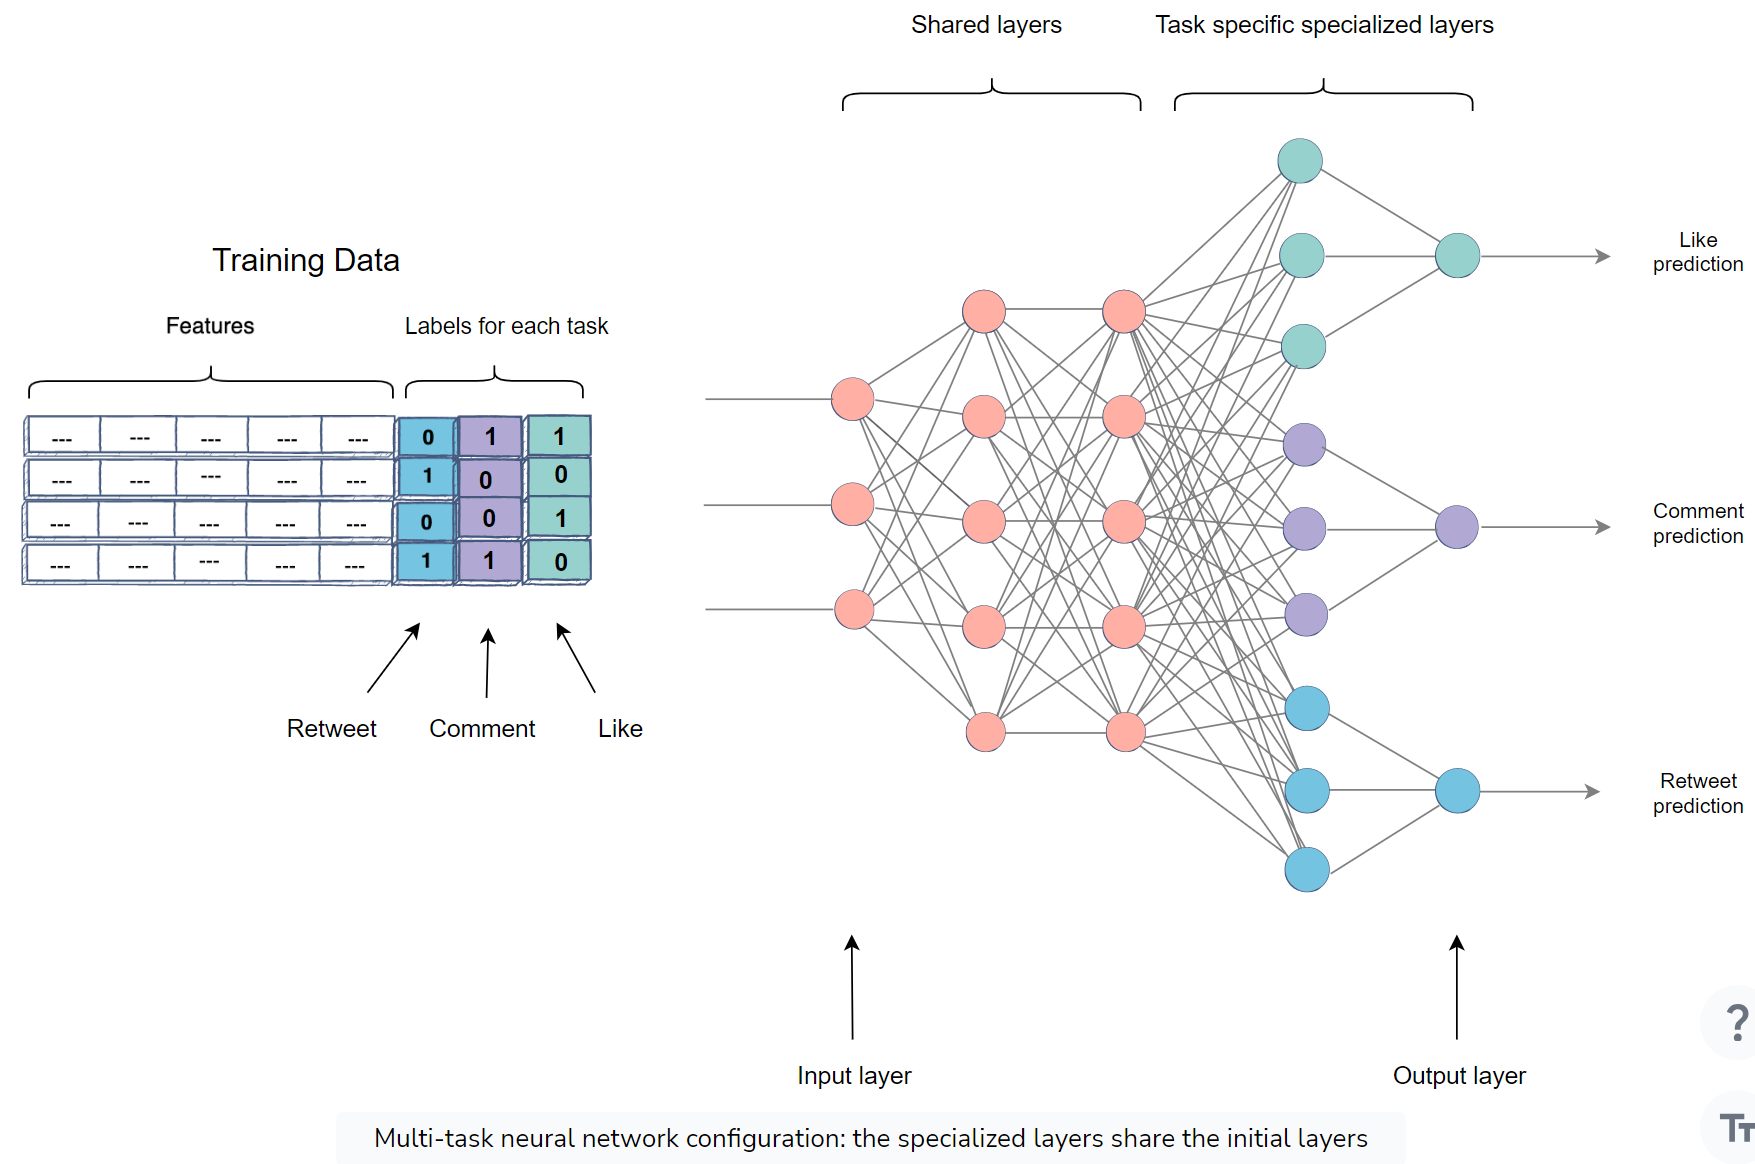 Shared layers
Task specific specialized layers
Training Data
Features
Labels for each task
--- --- --- --- --- 0 1 1
--- --- --- --- --- 1 0 0
--- --- --- --- --- 0 0 1
--- --- --- --- --- 1 1 0
Retweet
Comment
Like
Like
prediction
Comment
prediction
Retweet
prediction
Input layer
Output layer
Multi-task neural network configuration: the specialized layers share the initial layers
?
TT